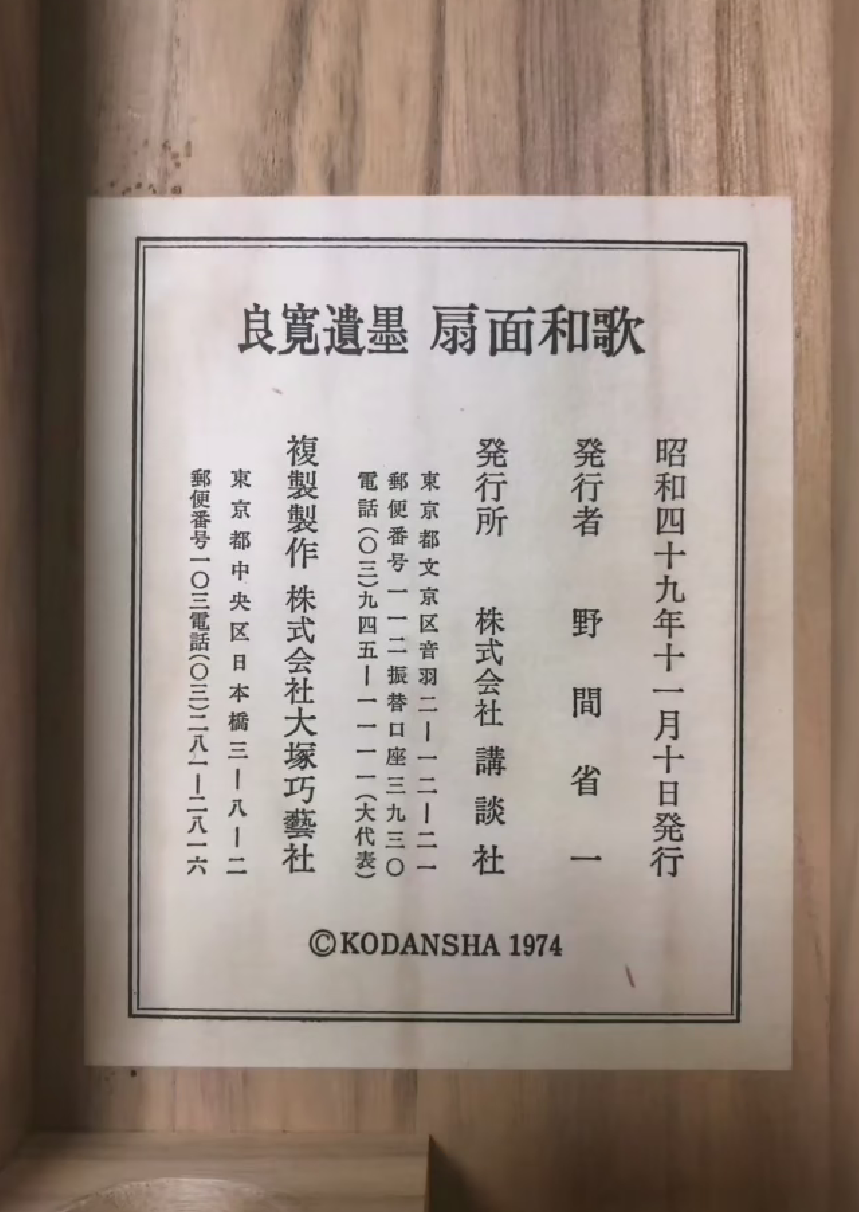 良寛遺墨 扇面和歌
昭和四十九年十一月十日発行
発行者 野間省一
発行所 株式会社 講談社
東京都文京区音羽二ー一二ー二一
郵便番号一一二振替口座三九三〇
電話(〇三)九四五ー一一一一(大代表)
複製製作 株式会社大塚巧藝社
東京都中央区日本橋三ー八ー二
郵便番号一〇三電話(〇三)二八一ー二八一六
©KODANSHA 1974